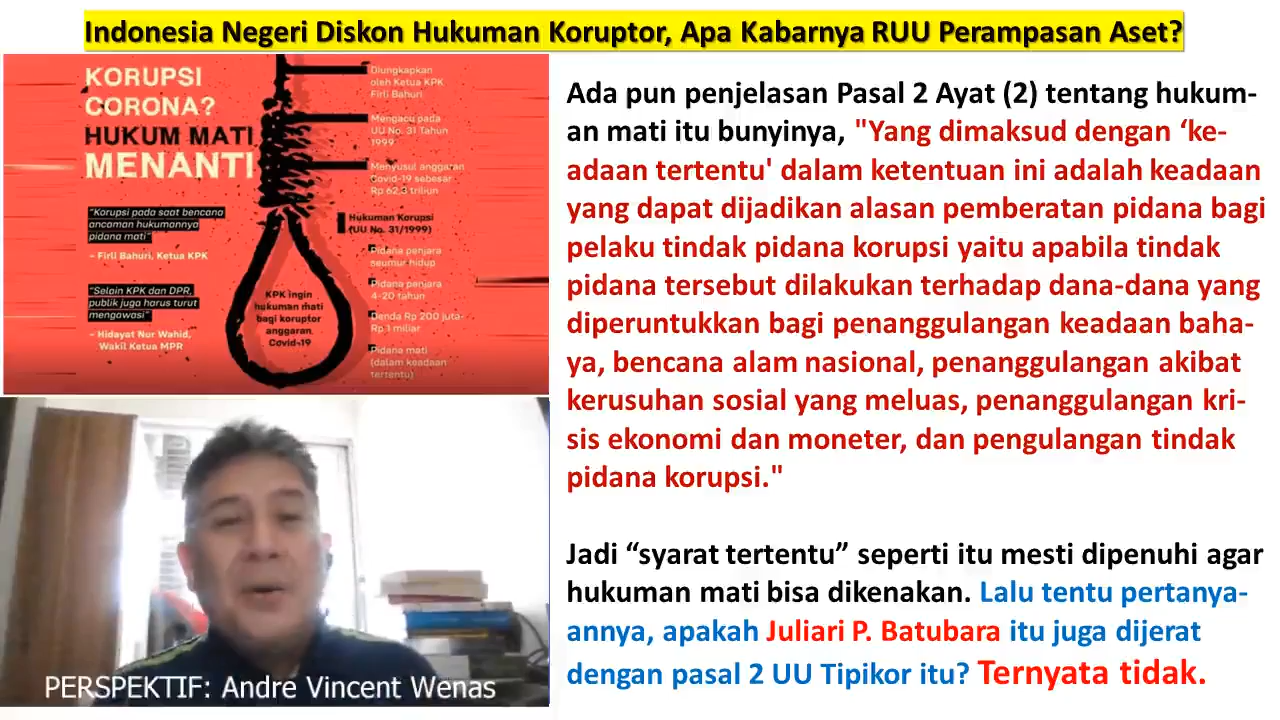 Indonesia Negeri Diskon Hukuman Koruptor, Apa Kabarnya RUU Perampasan Aset?
KORUPSI
CORONA?
HUKUM MATI
MENANTI
"Korupsi pada saat bencana
ancaman hukumannya
pidana mati"
– Firli Bahuri, Ketua KPK
"Selain KPK dan DPR,
publik juga harus turut
mengawasi"
– Hidayat Nur Wahid,
Wakil Ketua MPR
KPK ingin
hukuman mati
bagi koruptor
anggaran
Covid-19
Diungkapkan
oleh Ketua KPK
Firli Bahuri
Mengacu pada
UU No. 31 Tahun
1999
Menyusul anggaran
Covid-19 sebesar
Rp 62,3 triliun
Hukuman Korupsi
(UU No. 31/1999)
Pidana penjara
seumur hidup
Pidana penjara
4-20 tahun
Denda Rp 200 juta-
Rp 1 miliar
Pidana mati
(dalam keadaan
tertentu)
PERSPEKTIF: Andre Vincent Wenas
Ada pun penjelasan Pasal 2 Ayat (2) tentang hukum-
an mati itu bunyinya, "Yang dimaksud dengan ‘ke-
adaan tertentu' dalam ketentuan ini adalah keadaan
yang dapat dijadikan alasan pemberatan pidana bagi
pelaku tindak pidana korupsi yaitu apabila tindak
pidana tersebut dilakukan terhadap dana-dana yang
diperuntukkan bagi penanggulangan keadaan baha-
ya, bencana alam nasional, penanggulangan akibat
kerusuhan sosial yang meluas, penanggulangan kri-
sis ekonomi dan moneter, dan pengulangan tindak
pidana korupsi."
Jadi “syarat tertentu” seperti itu mesti dipenuhi agar
hukuman mati bisa dikenakan. Lalu tentu pertanya-
annya, apakah Juliari P. Batubara itu juga dijerat
dengan pasal 2 UU Tipikor itu? Ternyata tidak.